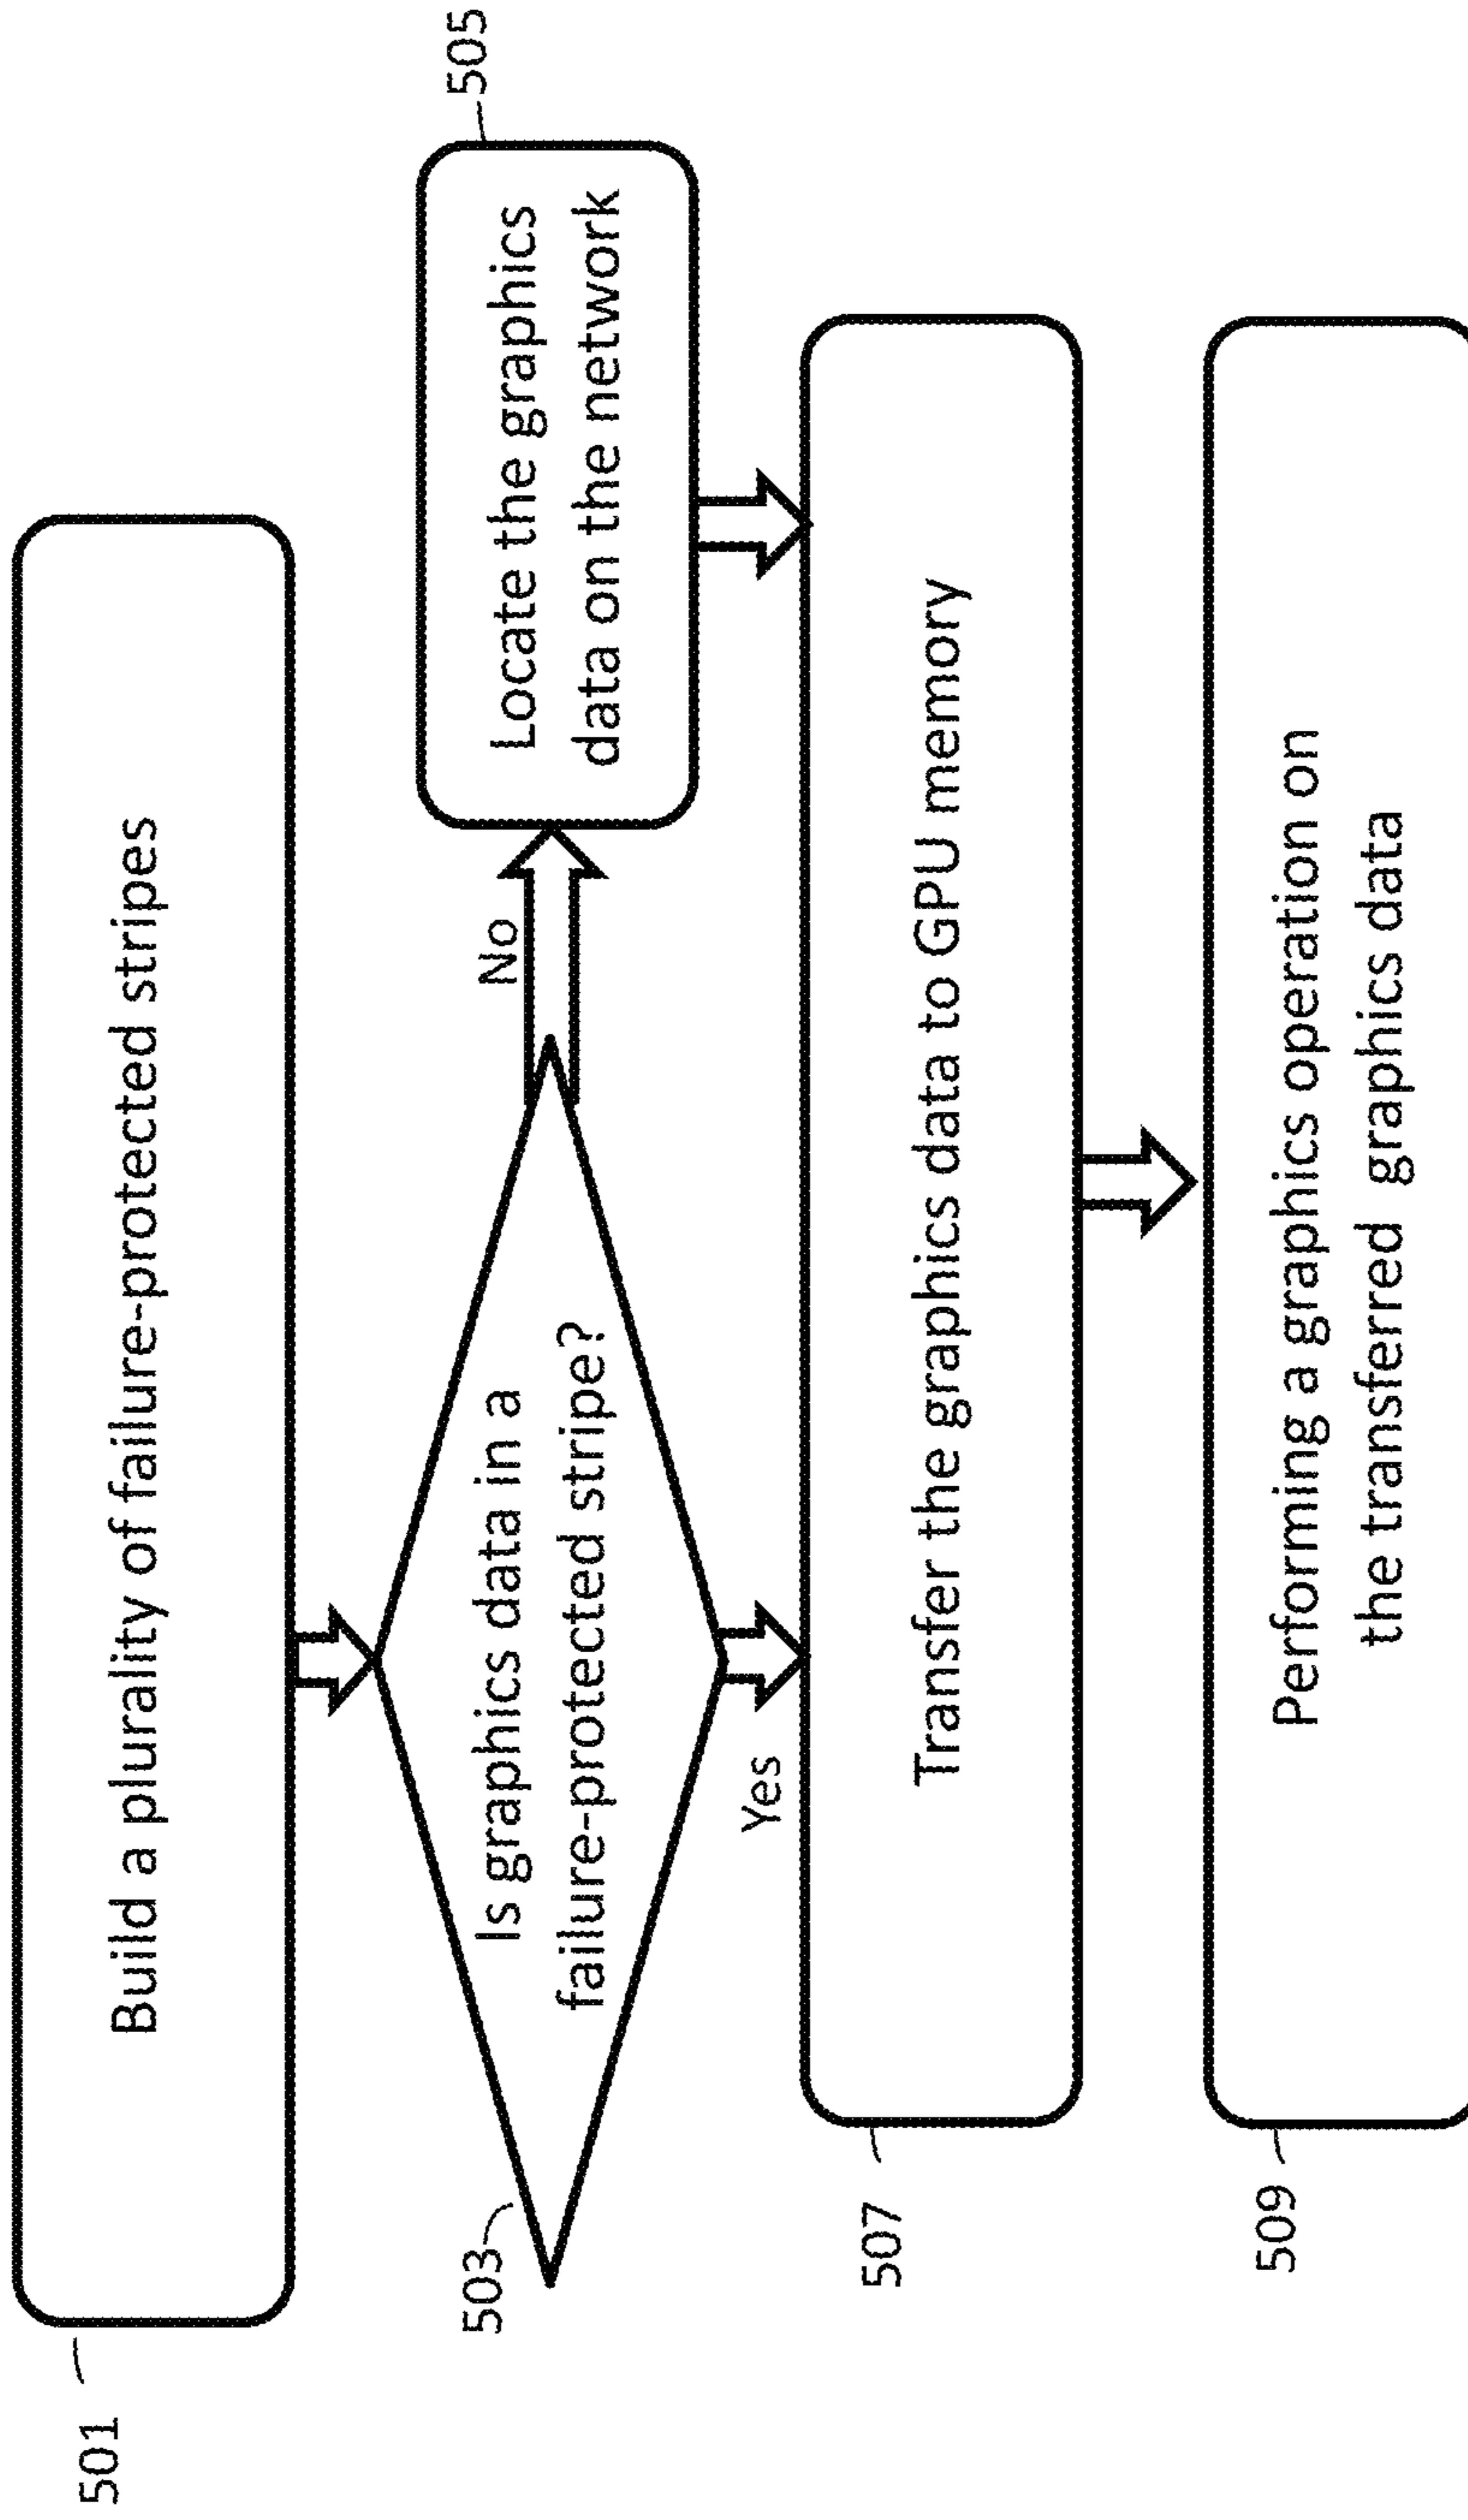 501
Build a plurality of failure-protected stripes
503
Is graphics data in a
failure-protected stripe?
No
505
Locate the graphics
data on the network
Yes
507
Transfer the graphics data to GPU memory
509
Performing a graphics operation on
the transferred graphics data